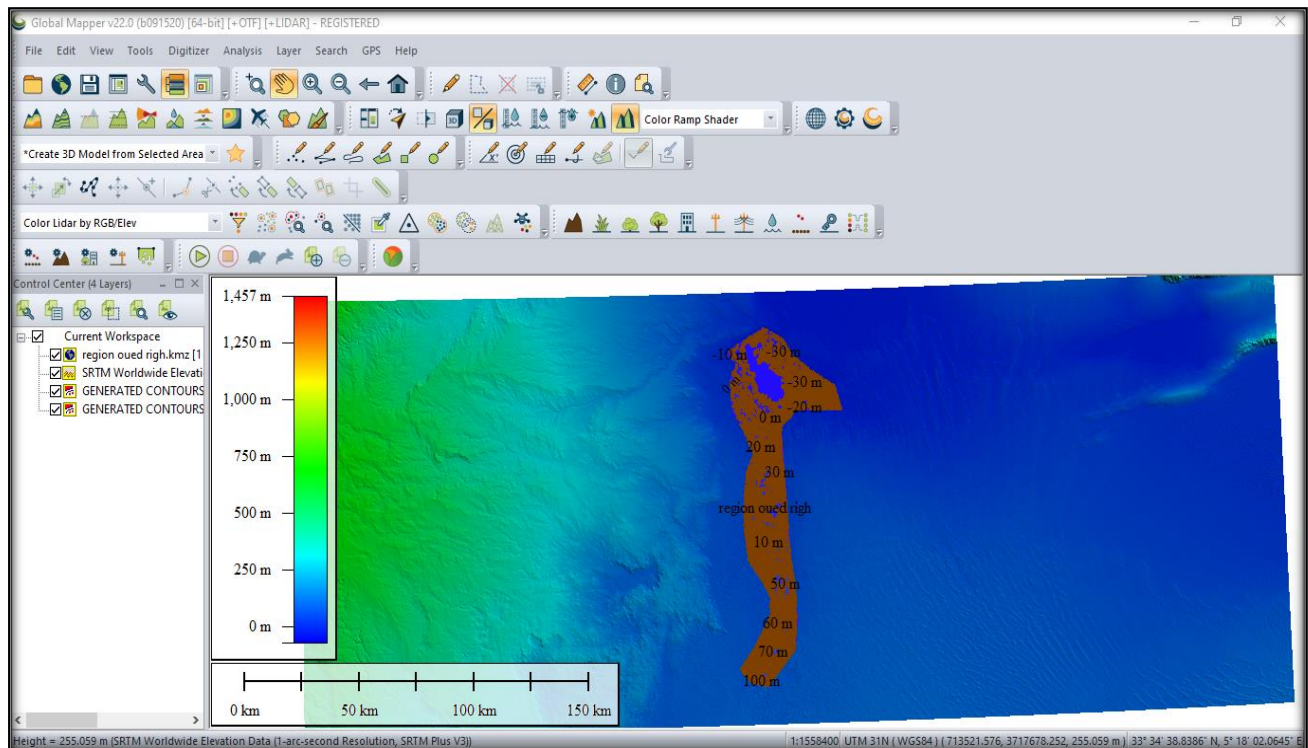 Global Mapper v22.0 (b091520) [64-bit] [+OTF] [+LIDAR] - REGISTERED
File Edit View Tools Digitizer Analysis Layer Search GPS Help
Color Ramp Shader
*Create 3D Model from Selected Area
Color Lidar by RGB/Elev
Control Center (4 Layers)
Current Workspace
region oued righ.kmz [1
SRTM Worldwide Elevati
GENERATED CONTOURS
GENERATED CONTOURS
1,457 m
1,250 m
1,000 m
750 m
500 m
250 m
0 m
-10 m
-30 m
0 m
-30 m
-20 m
0 m
20 m
30 m
region oued righ
10 m
50 m
60 m
70 m
100 m
0 km 50 km 100 km 150 km
Height = 255.059 m (SRTM Worldwide Elevation Data (1-arc-second Resolution, SRTM Plus V3))
1:1558400 UTM 31N ( WGS84 ) ( 713521.576, 3717678.252, 255.059 m ) 33° 34' 38.8386" N, 5° 18' 02.0645" E